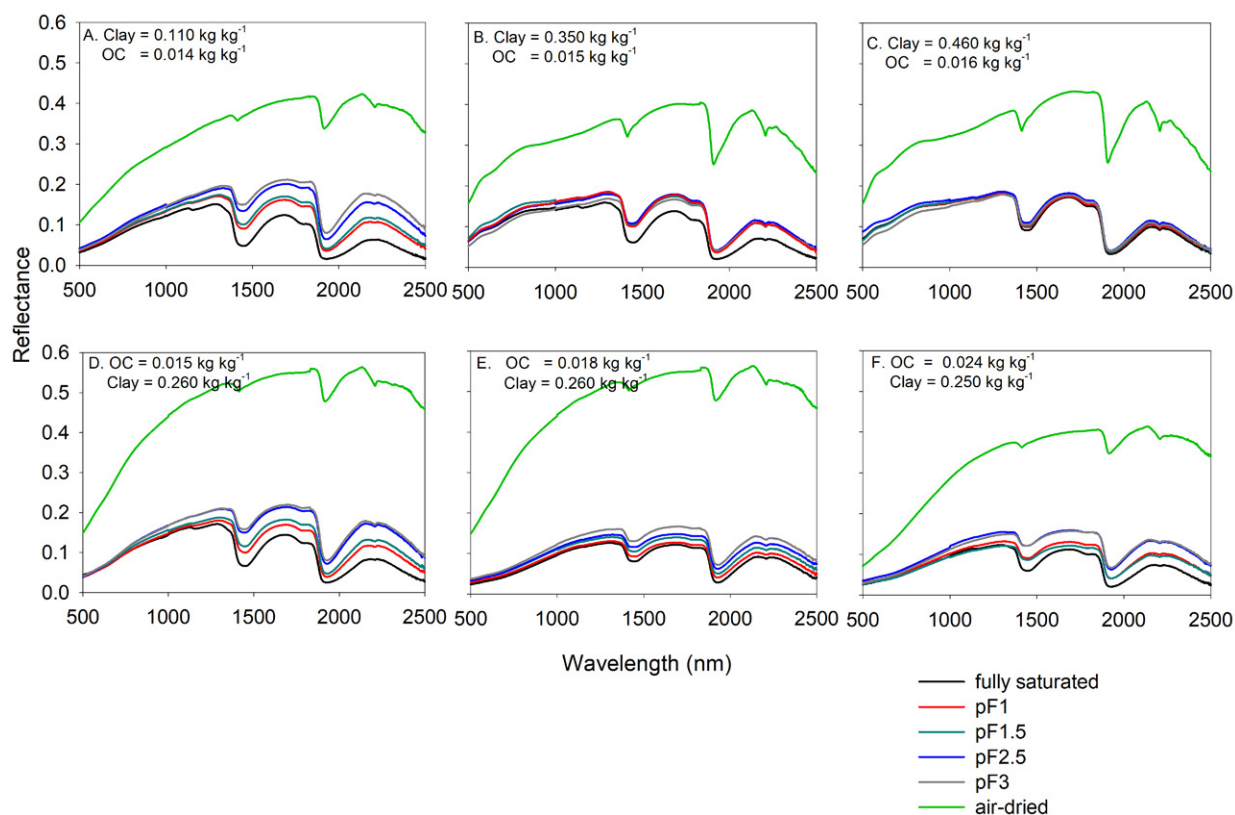 A. Clay = 0.110 kg kg⁻¹
OC = 0.014 kg kg⁻¹
B. Clay = 0.350 kg kg⁻¹
OC = 0.015 kg kg⁻¹
C. Clay = 0.460 kg kg⁻¹
OC = 0.016 kg kg⁻¹
0.6
0.5
0.4
0.3
0.2
0.1
0.0
500 1000 1500 2000 2500
500 1000 1500 2000 2500
500 1000 1500 2000 2500
Reflectance
D. OC = 0.015 kg kg⁻¹
Clay = 0.260 kg kg⁻¹
E. OC = 0.018 kg kg⁻¹
Clay = 0.260 kg kg⁻¹
F. OC = 0.024 kg kg⁻¹
Clay = 0.250 kg kg⁻¹
0.6
0.5
0.4
0.3
0.2
0.1
0.0
500 1000 1500 2000 2500
500 1000 1500 2000 2500
500 1000 1500 2000 2500
Wavelength (nm)
fully saturated
pF1
pF1.5
pF2.5
pF3
air-dried